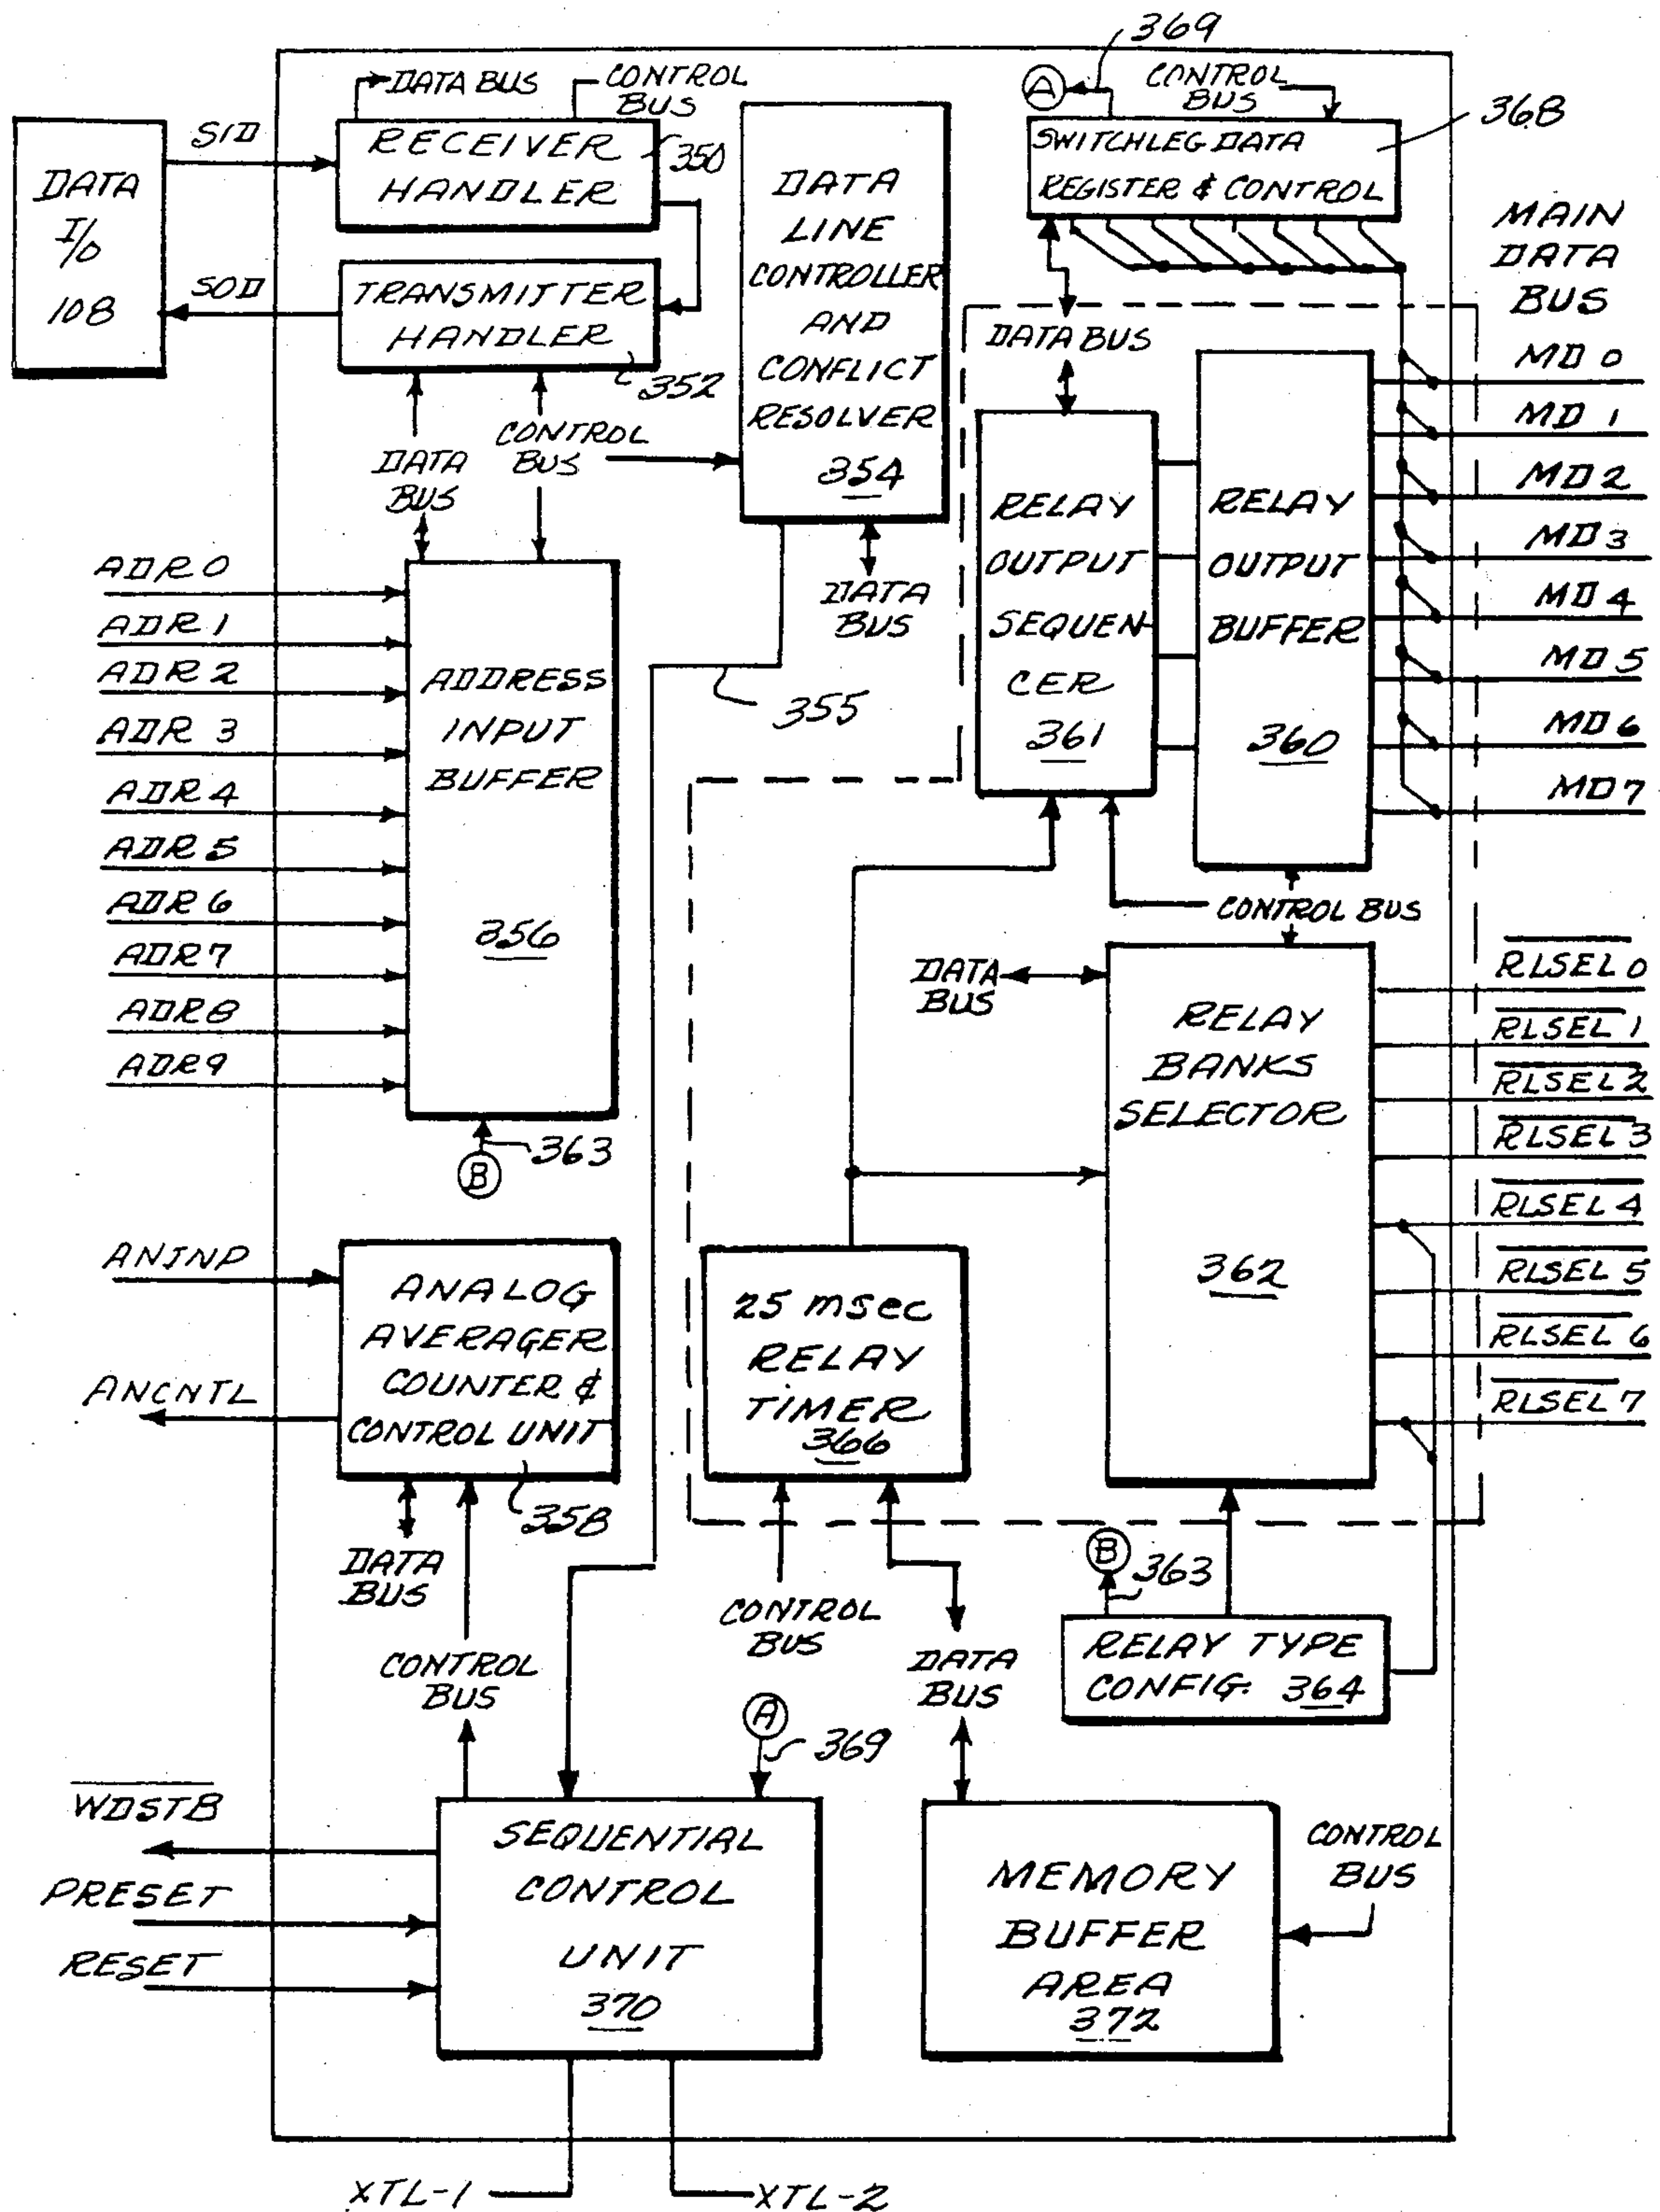 369
DATA BUS
CONTROL
BUS
A
CONTROL
BUS
368
DATA
I/O
108
SID
SOD
RECEIVER
HANDLER
350
TRANSMITTER
HANDLER
352
DATA
LINE
CONTROLLER
AND
CONFLICT
RESOLVER
354
SWITCHLEG DATA
REGISTER & CONTROL
MAIN
DATA
BUS
DATA BUS
MD 0
MD 1
MD 2
MD 3
MD 4
MD 5
MD 6
MD 7
DATA
BUS
CONTROL
BUS
DATA
BUS
355
RELAY
OUTPUT
SEQUEN
CER
361
RELAY
OUTPUT
BUFFER
360
ADR 0
ADR 1
ADR 2
ADR 3
ADR 4
ADR 5
ADR 6
ADR 7
ADR 8
ADR 9
ADDRESS
INPUT
BUFFER
356
B
363
CONTROL BUS
DATA
BUS
RELAY
BANKS
SELECTOR
362
RLSEL 0
RLSEL 1
RLSEL 2
RLSEL 3
RLSEL 4
RLSEL 5
RLSEL 6
RLSEL 7
ANINP
ANCNTL
ANALOG
AVERAGER
COUNTER &
CONTROL UNIT
358
DATA
BUS
CONTROL
BUS
25 msec
RELAY
TIMER
366
CONTROL
BUS
DATA
BUS
B
363
RELAY TYPE
CONFIG. 364
A
369
WDSTB
PRESET
RESET
SEQUENTIAL
CONTROL
UNIT
370
MEMORY
BUFFER
AREA
372
CONTROL
BUS
XTL-1
XTL-2